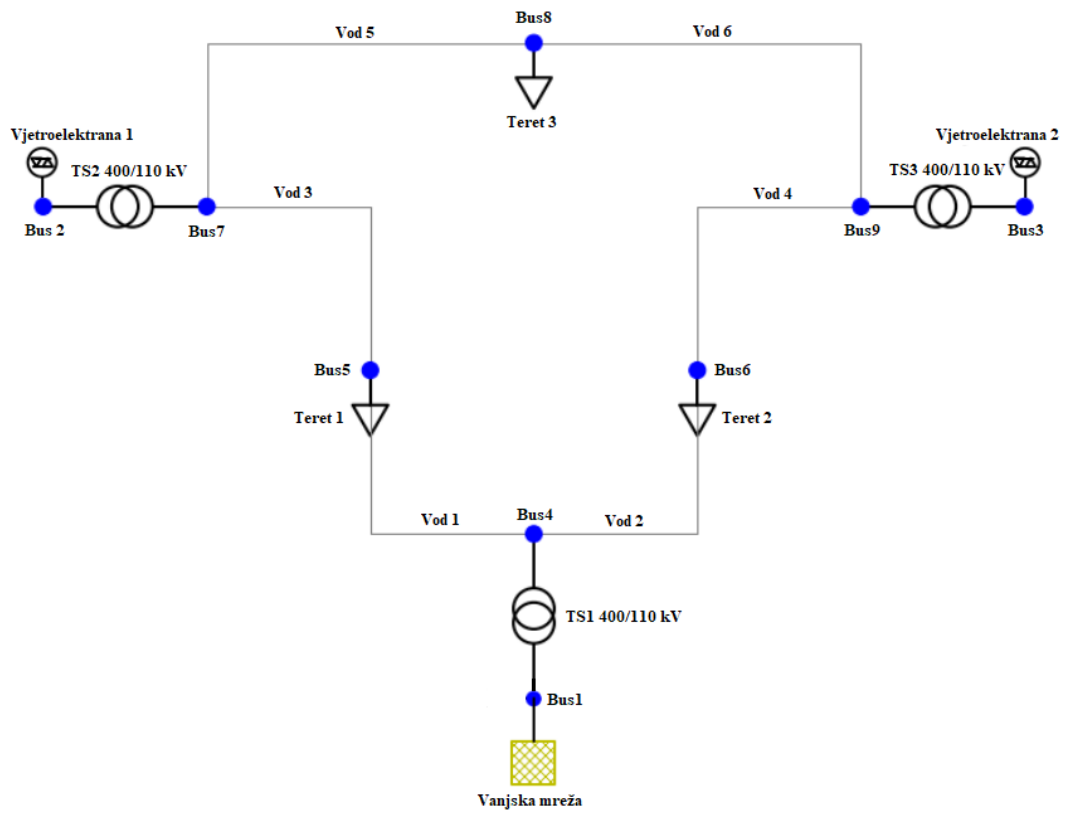 Bus8
Vod 5
Vod 6
Teret 3
Vjetroelektrana 1
Vjetroelektrana 2
TS2 400/110 kV
TS3 400/110 kV
Vod 3
Vod 4
Bus 2
Bus7
Bus9
Bus3
Bus5
Bus6
Teret 1
Teret 2
Bus4
Vod 1
Vod 2
TS1 400/110 kV
Bus1
Vanjska mreža